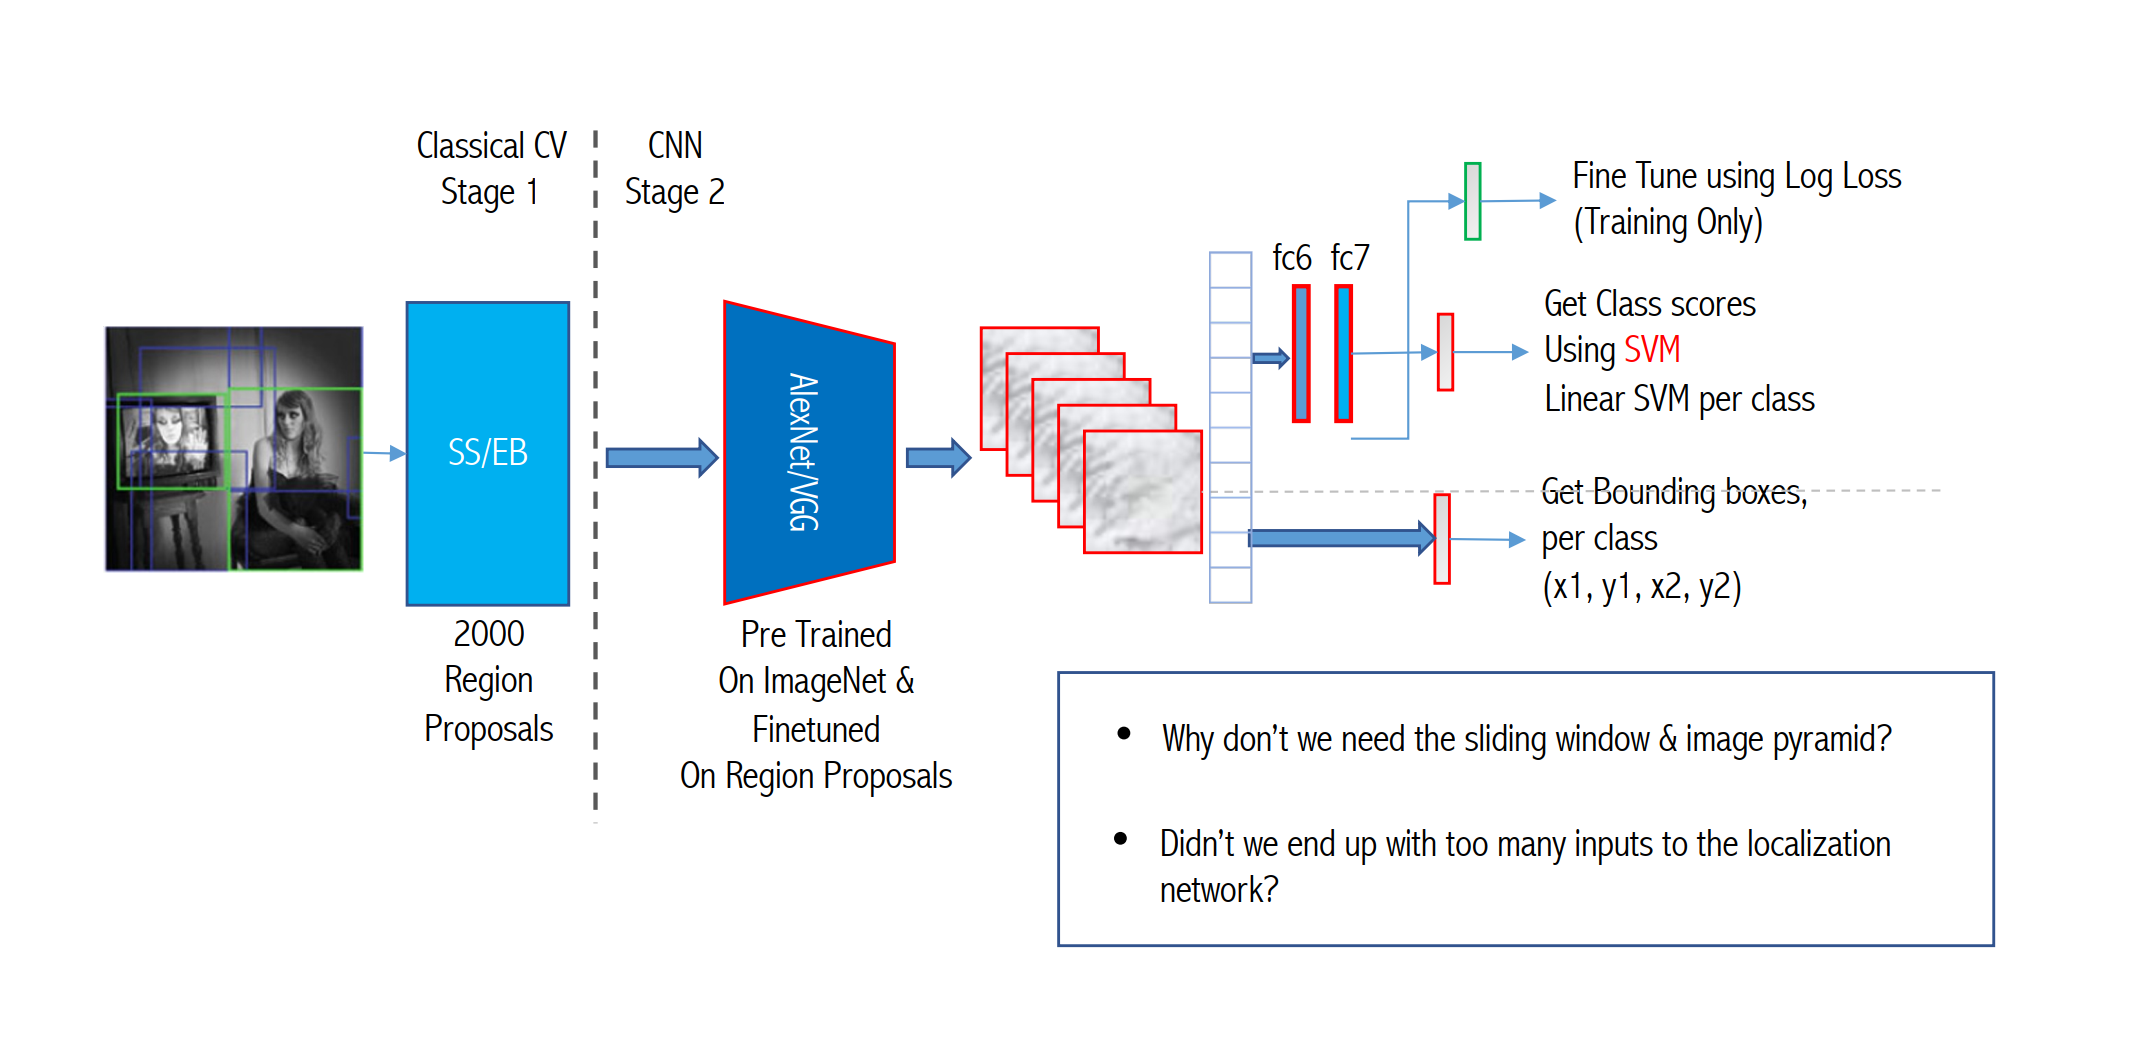 Classical CV
Stage 1
CNN
Stage 2
SS/EB
2000
Region
Proposals
AlexNet/VGG
Pre Trained
On ImageNet &
Finetuned
On Region Proposals
fc6
fc7
Fine Tune using Log Loss
(Training Only)
Get Class scores
Using SVM
Linear SVM per class
Get Bounding boxes,
per class
(x1, y1, x2, y2)
• Why don't we need the sliding window & image pyramid?
• Didn't we end up with too many inputs to the localization
network?